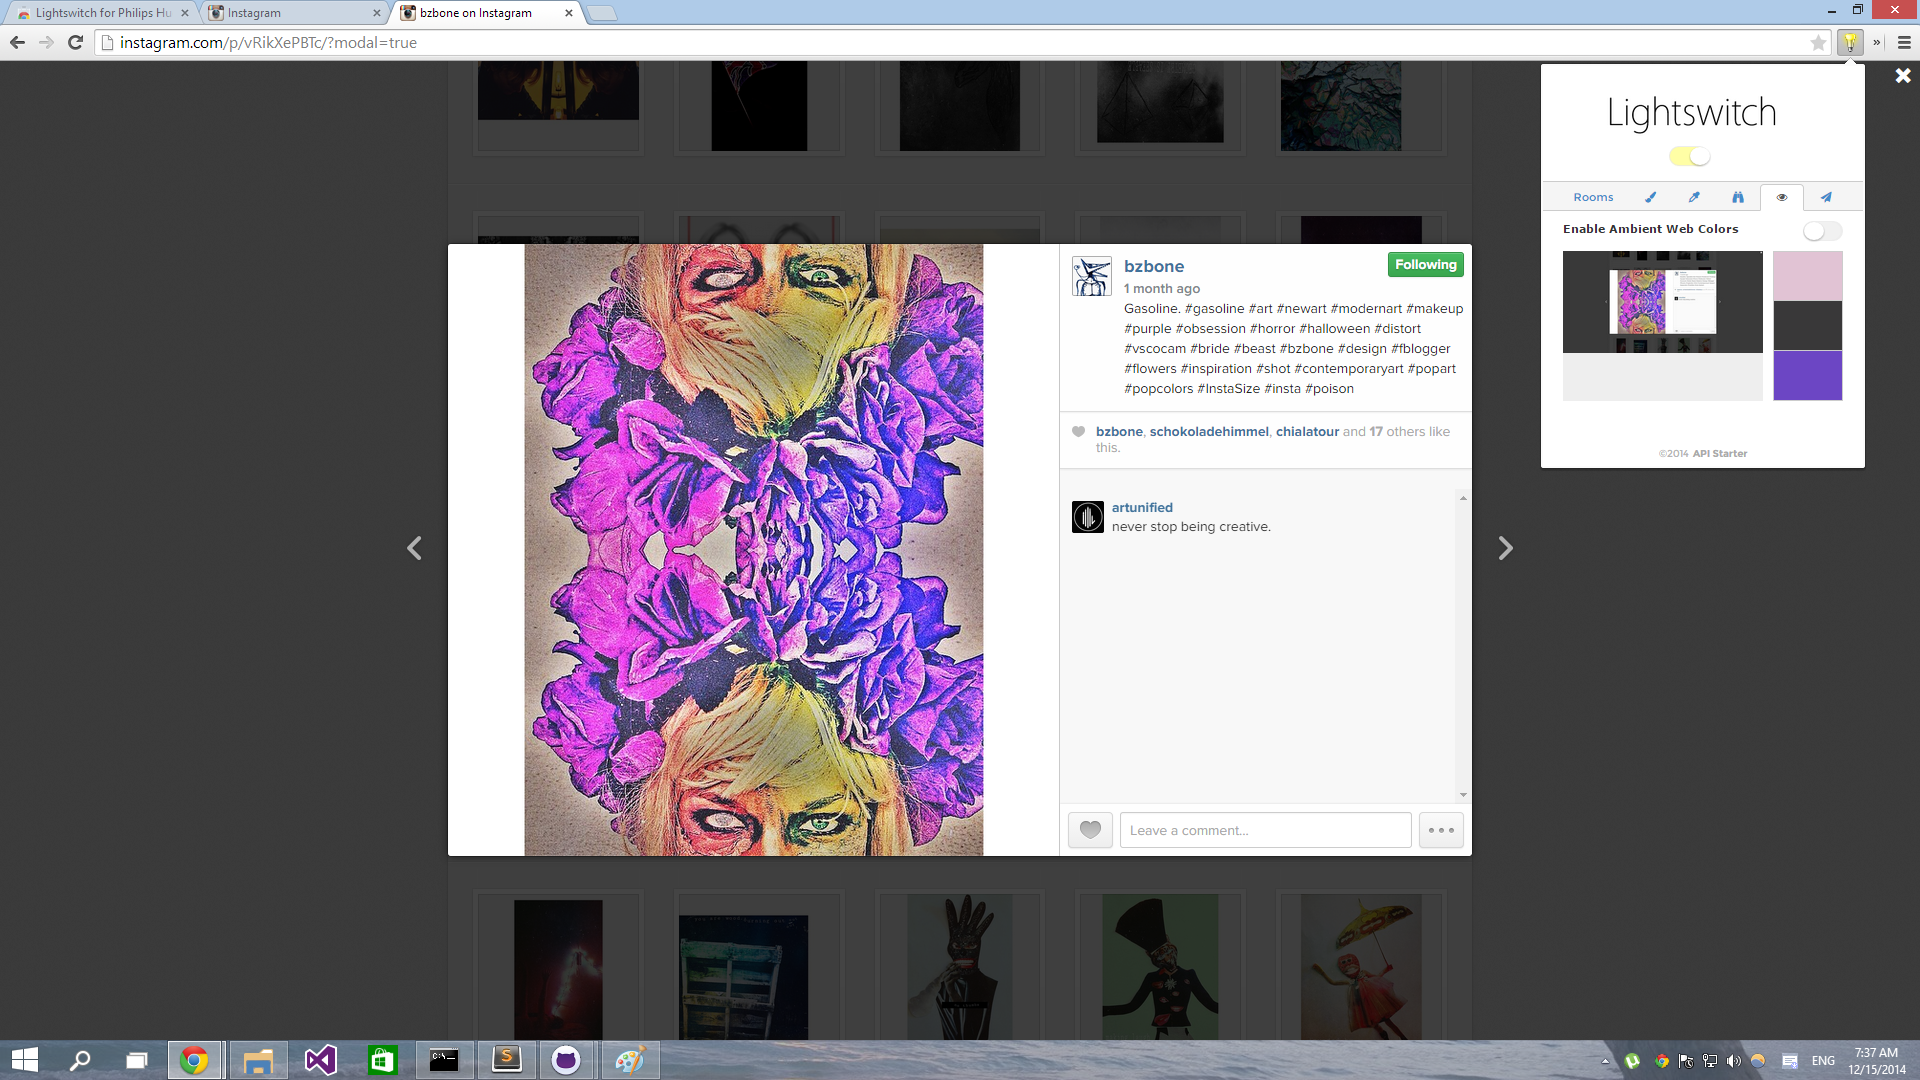 Lightswitch for Philips Hu
Instagram
bzbone on Instagram
instagram.com/p/vRikXePBTc/?modal=true
Lightswitch
Rooms
Enable Ambient Web Colors
©2014 API Starter
bzbone
Following
1 month ago
Gasoline. #gasoline #art #newart #modernart #makeup
#purple #obsession #horror #halloween #distort
#vscocam #bride #beast #bzbone #design #fblogger
#flowers #inspiration #shot #contemporaryart #popart
#popcolors #InstaSize #insta #poison
bzbone, schokoladehimmel, chialatour and 17 others like
this.
artunified
never stop being creative.
Leave a comment...
ENG
7:37 AM
12/15/2014